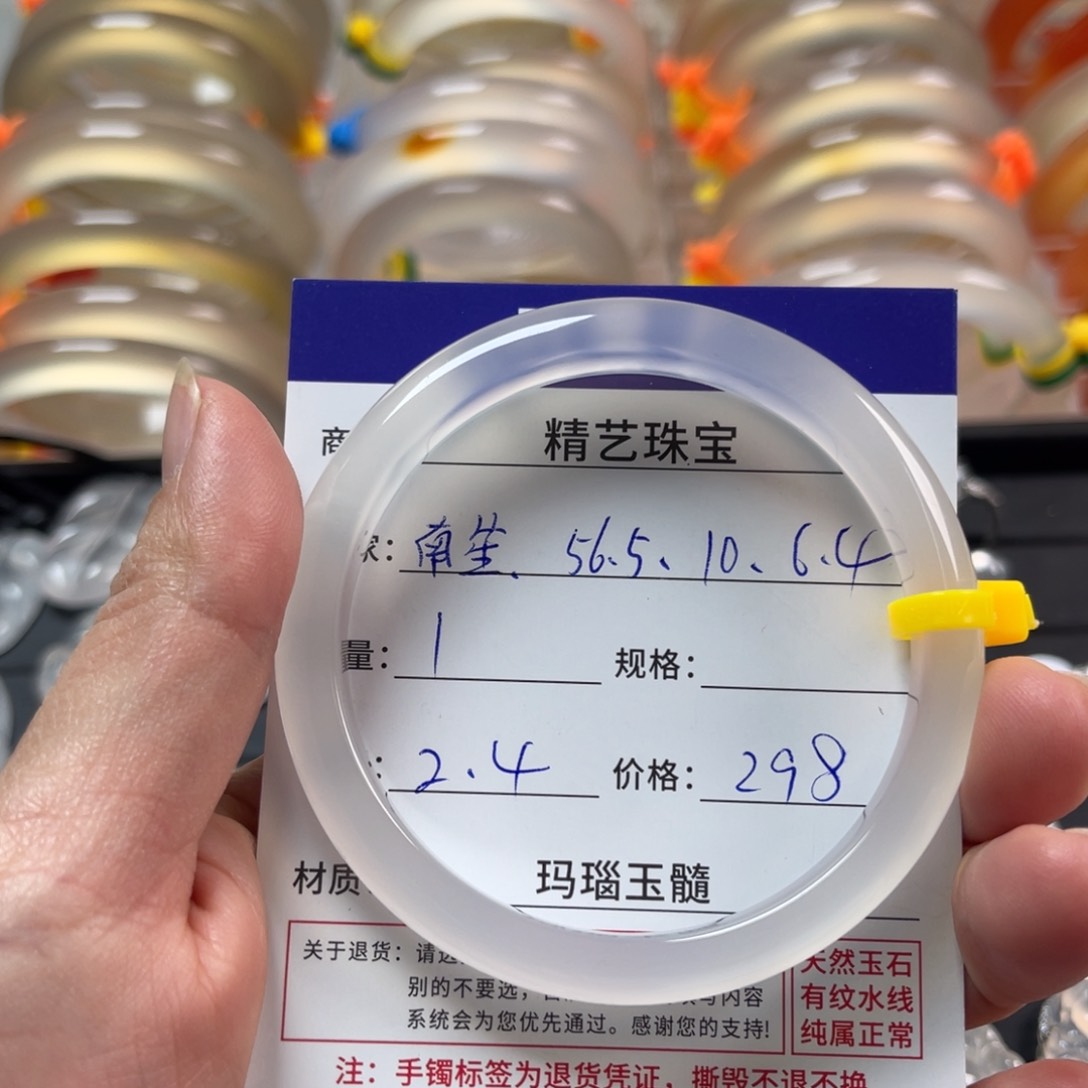 商
精艺珠宝
家: 南笙、56.5、10、6.4
量: 1 规格:
: 2.4 价格: 298
材质 玛瑙玉髓
关于退货: 请
别的不要选, 内容
系统会为您优先通过。感谢您的支持!
天然玉石
有纹水线
纯属正常
注: 手镯标签为退货凭证, 撕毁不退不换